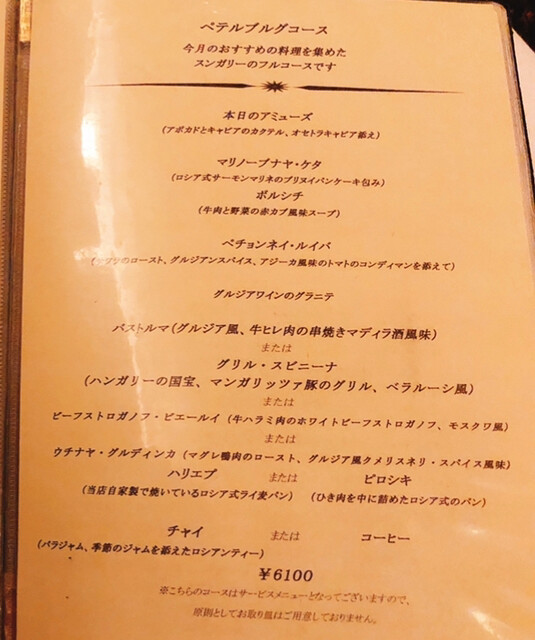 ペテルブルグコース
今月のおすすめの料理を集めた
スンガリーのフルコースです
本日のアミューズ
(アボカドとキャビアのカクテル、オセトラキャビア添え)
マリノーブナヤ・ケタ
(ロシア式サーモンマリネのブリヌイパンケーキ包み)
ボルシチ
(牛肉と野菜の赤カブ風味スープ)
ペチョンネイ・ルイバ
のロースト、グルジアンスパイス、アジーカ風味のトマトのコンディマンを添えて)
グルジアワインのグラニテ
バストルマ(グルジア風、牛ヒレ肉の串焼きマディラ酒風味)
または
グリル・スビニーナ
(ハンガリーの国宝、マンガリッツァ豚のグリル、ベラルーシ風)
または
ビーフストロガノフ・ビエールイ (牛ハラミ肉のホワイトビーフストロガノフ、モスクワ風)
または
ウチナヤ・グルディンカ (マグレ鴨肉のロースト、グルジア風クメリスネリ・スパイス風味)
ハリエブ または ピロシキ
(当店自家製で焼いているロシア式ライ麦パン) (ひき肉を中に詰めたロシア式のパン)
チャイ または コーヒー
(バラジャム、季節のジャムを添えたロシアンティー)
￥6100
※こちらのコースはサービスメニューとなってございますので、
原則としてお取り皿はご用意しておりません。